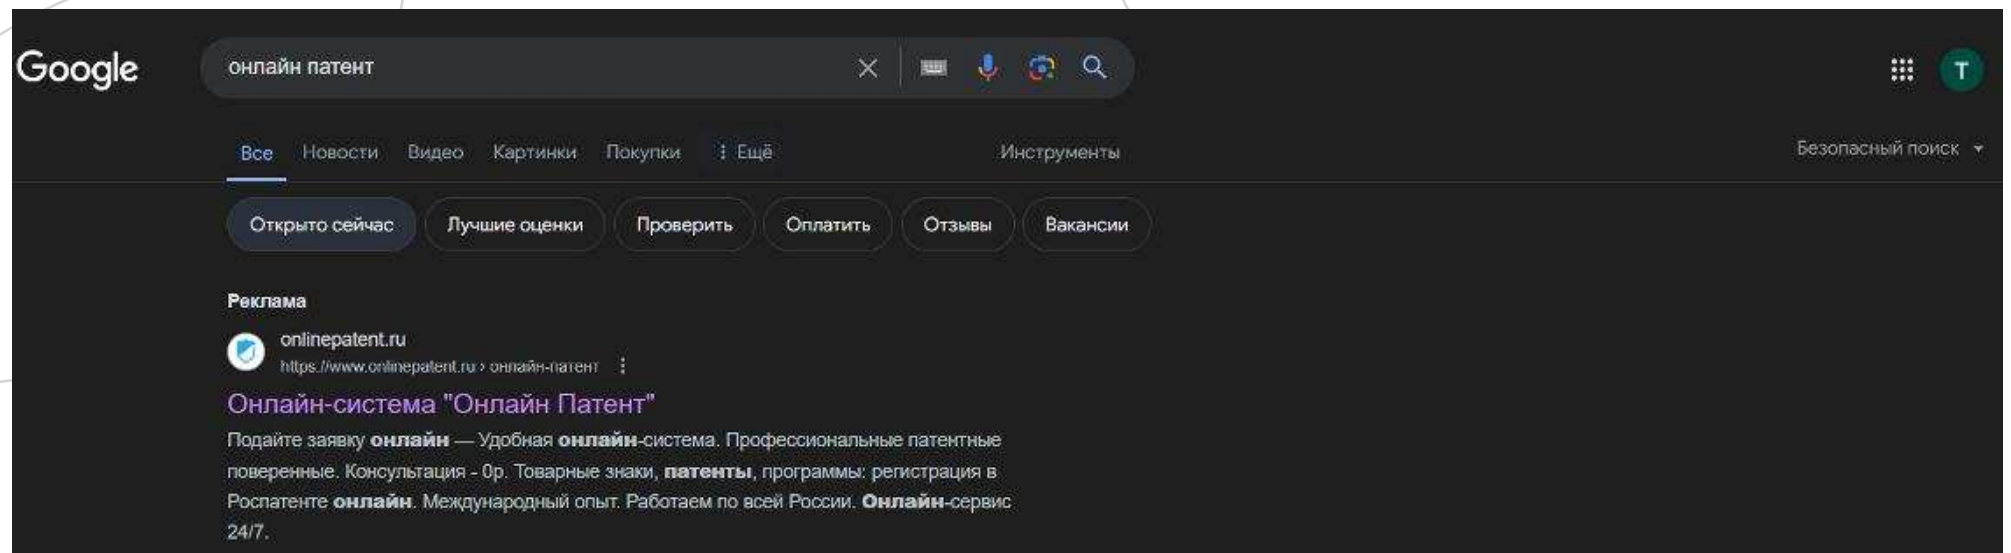 Google
онлайн патент
T
Все Новости Видео Картинки Покупки ⋮ Ещё Инструменты Безопасный поиск
Открыто сейчас Лучшие оценки Проверить Оплатить Отзывы Вакансии
Реклама
onlinepatent.ru
https://www.onlinepatent.ru › онлайн-патент
Онлайн-система "Онлайн Патент"
Подайте заявку онлайн — Удобная онлайн-система. Профессиональные патентные
поверенные. Консультация - 0р. Товарные знаки, патенты, программы: регистрация в
Роспатенте онлайн. Международный опыт. Работаем по всей России. Онлайн-сервис
24/7.